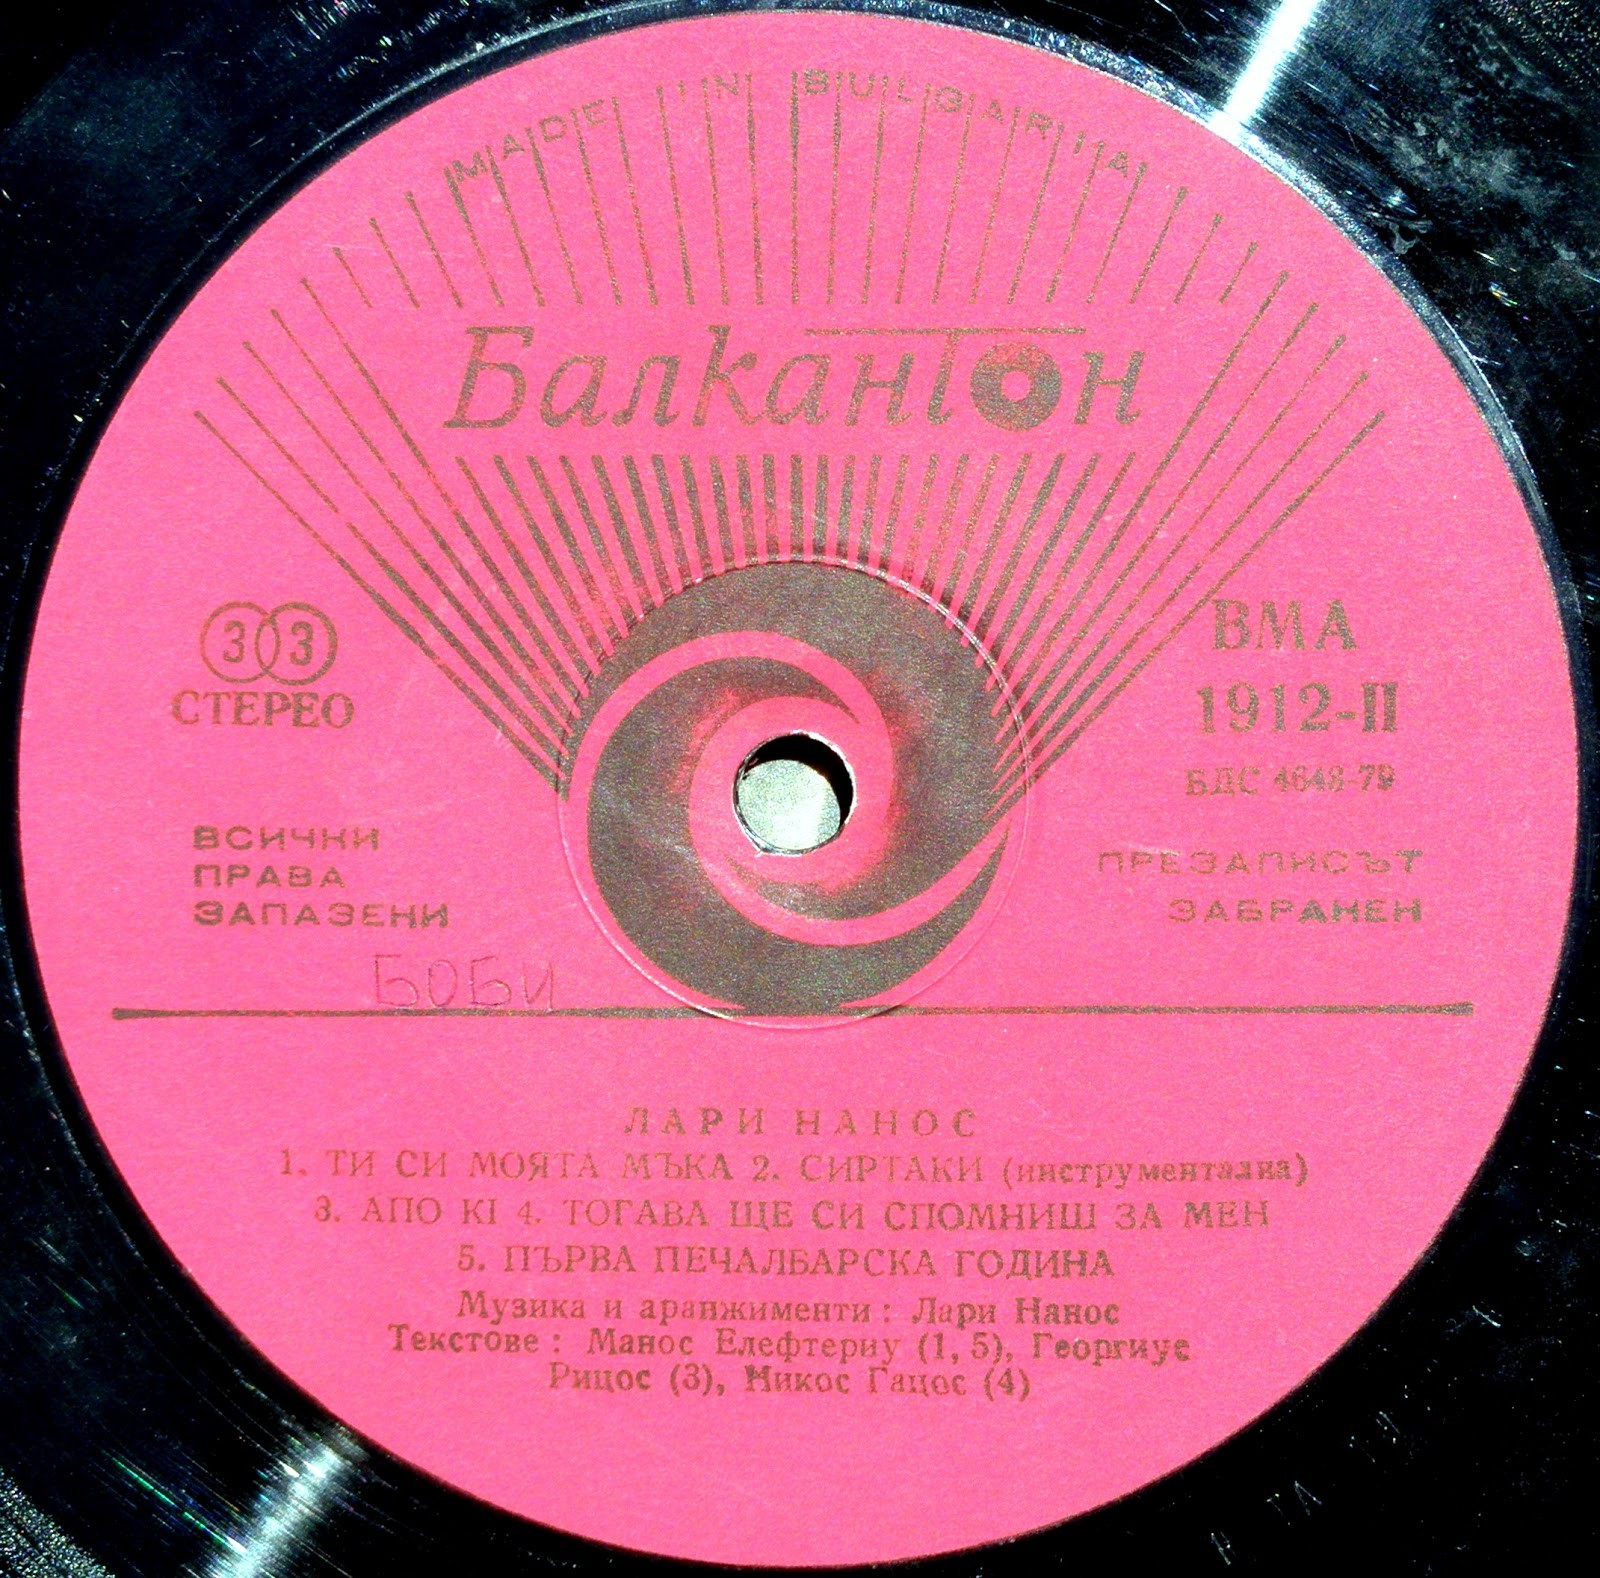 MADE IN BULGARIA
Балкантон
33
СТЕРЕО
ВМА
1912-II
БДС 4643-79
ВСИЧКИ
ПРАВА
ЗАПАЗЕНИ
ПРЕЗАПИСЪТ
ЗАБРАНЕН
БОБИ
ЛАРИ НАНОС
1. ТИ СИ МОЯТА МЪКА 2. СИРТАКИ (инструментална)
3. АПО КІ 4. ТОГАВА ЩЕ СИ СПОМНИШ ЗА МЕН
5. ПЪРВА ПЕЧАЛБАРСКА ГОДИНА
Музика и аранжименти: Лари Нанос
Текстове: Манос Елефтериу (1, 5), Георгиус
Рицос (3), Никос Гацос (4)